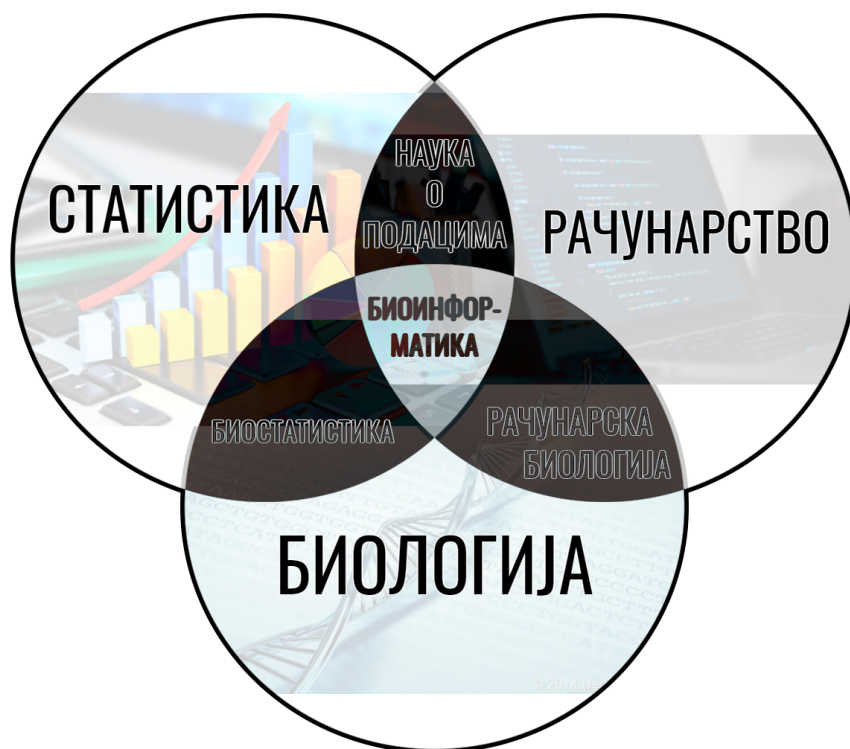 НАУКА
О
ПОДАЦИМА
СТАТИСТИКА
РАЧУНАРСТВО
БИОИНФОР-
МАТИКА
БИОСТАТИСТИКА
РАЧУНАРСКА
БИОЛОГИЈА
БИОЛОГИЈА